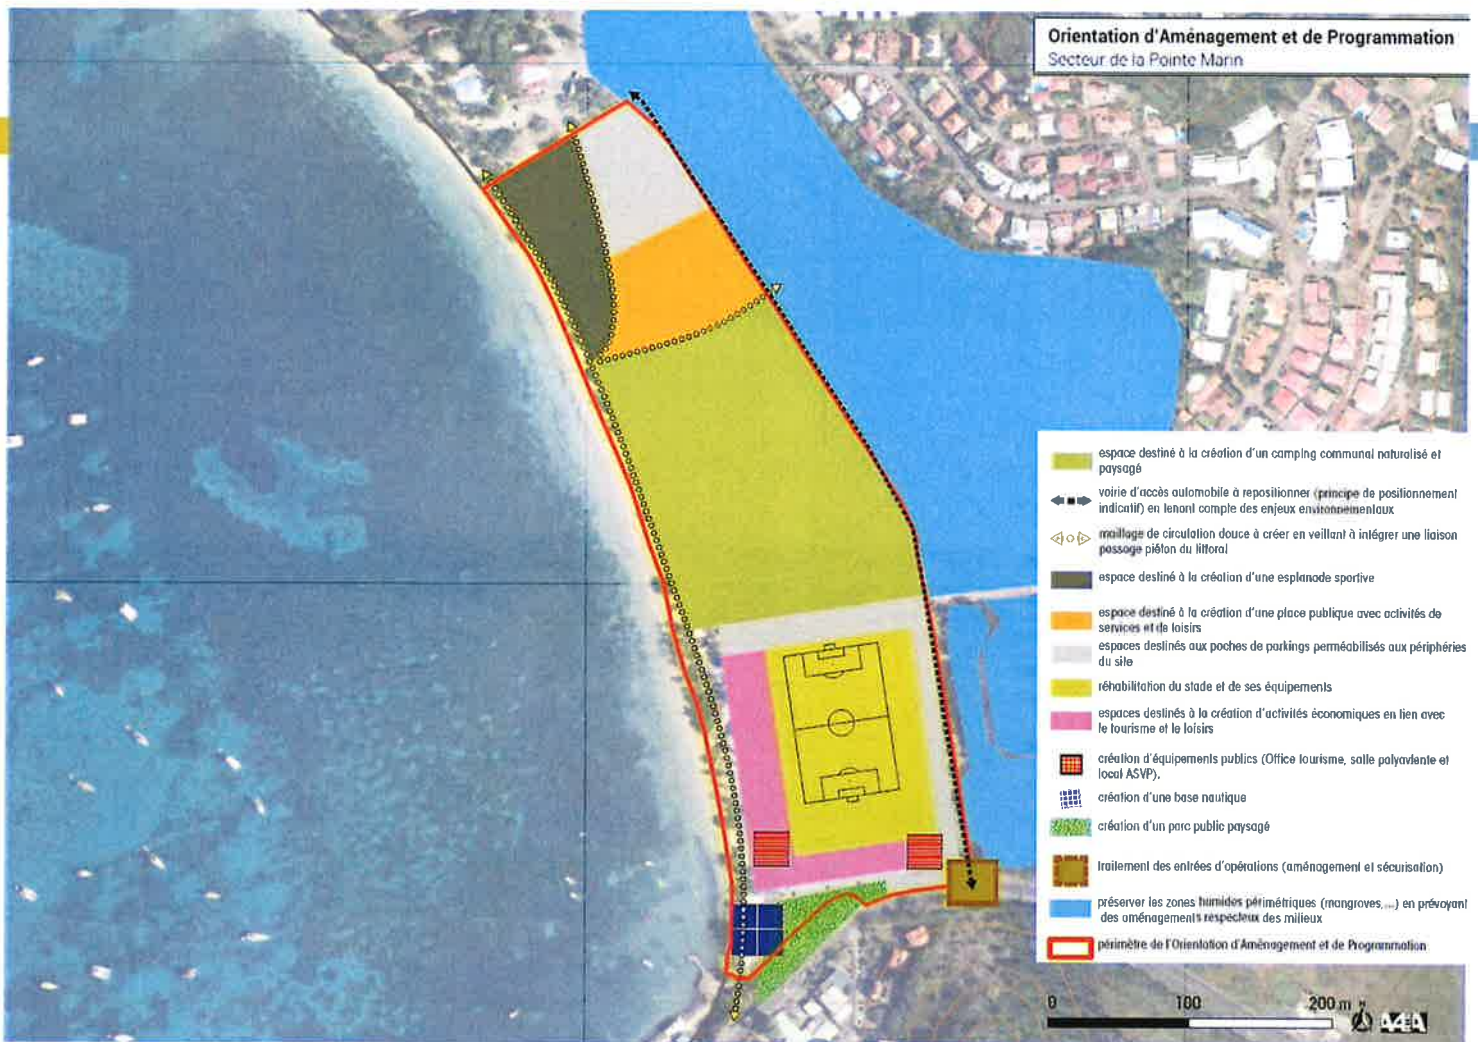 Orientation d'Aménagement et de Programmation
Secteur de la Pointe Marin
espace destiné à la création d'un camping communal naturalisé et
paysagé
voirie d'accès automobile à repositionner (principe de positionnement
indicatif) en tenant compte des enjeux environnementaux
maillage de circulation douce à créer en veillant à intégrer une liaison
passage piéton du littoral
espace destiné à la création d'une esplanade sportive
espace destiné à la création d'une place publique avec activités de
services et de loisirs
espaces destinés aux poches de parkings perméabilisés aux périphéries
du site
réhabilitation du stade et de ses équipements
espaces destinés à la création d'activités économiques en lien avec
le tourisme et le loisirs
création d'équipements publics (Office tourisme, salle polyavlente et
local ASVP).
création d'une base nautique
création d'un parc public paysagé
traitement des entrées d'opérations (aménagement et sécurisation)
préserver les zones humides périmétriques (mangroves,...) en prévoyant
des aménagements respecteux des milieux
périmètre de l'Orientation d'Aménagement et de Programmation
0 100 200 m N
A4EA